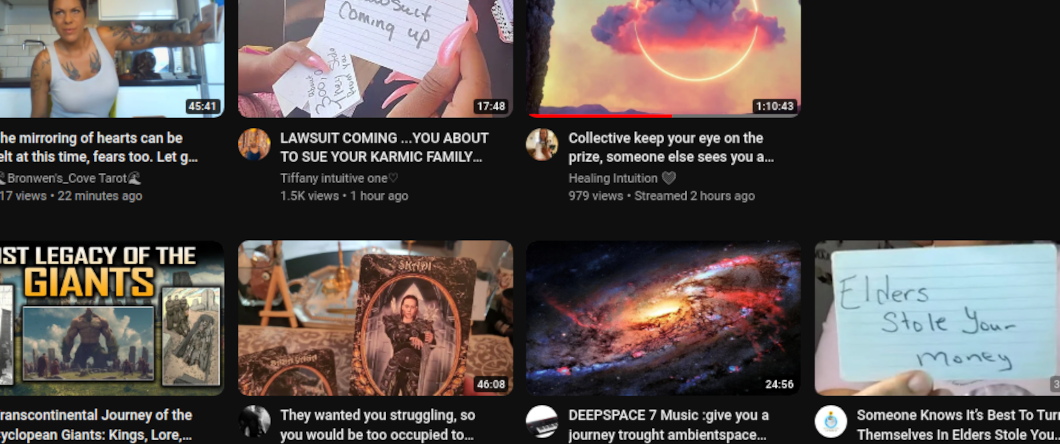 Coming up
45:41
17:48
1:10:43
he mirroring of hearts can be
elt at this time, fears too. Let g...
Bronwen's_Cove Tarot
17 views • 22 minutes ago
LAWSUIT COMING ...YOU ABOUT
TO SUE YOUR KARMIC FAMILY...
Tiffany intuitive one♡
1.5K views • 1 hour ago
Collective keep your eye on the
prize, someone else sees you a...
Healing Intuition
979 views • Streamed 2 hours ago
OST LEGACY OF THE
GIANTS
SKADI
46:08
24:56
Elders
Stole Your
Money
3
ranscontinental Journey of the
yclopean Giants: Kings, Lore,...
They wanted you struggling, so
you would be too occupied to...
DEEPSPACE 7 Music :give you a
journey trought ambientspace...
Someone Knows It's Best To Turn
Themselves In Elders Stole You